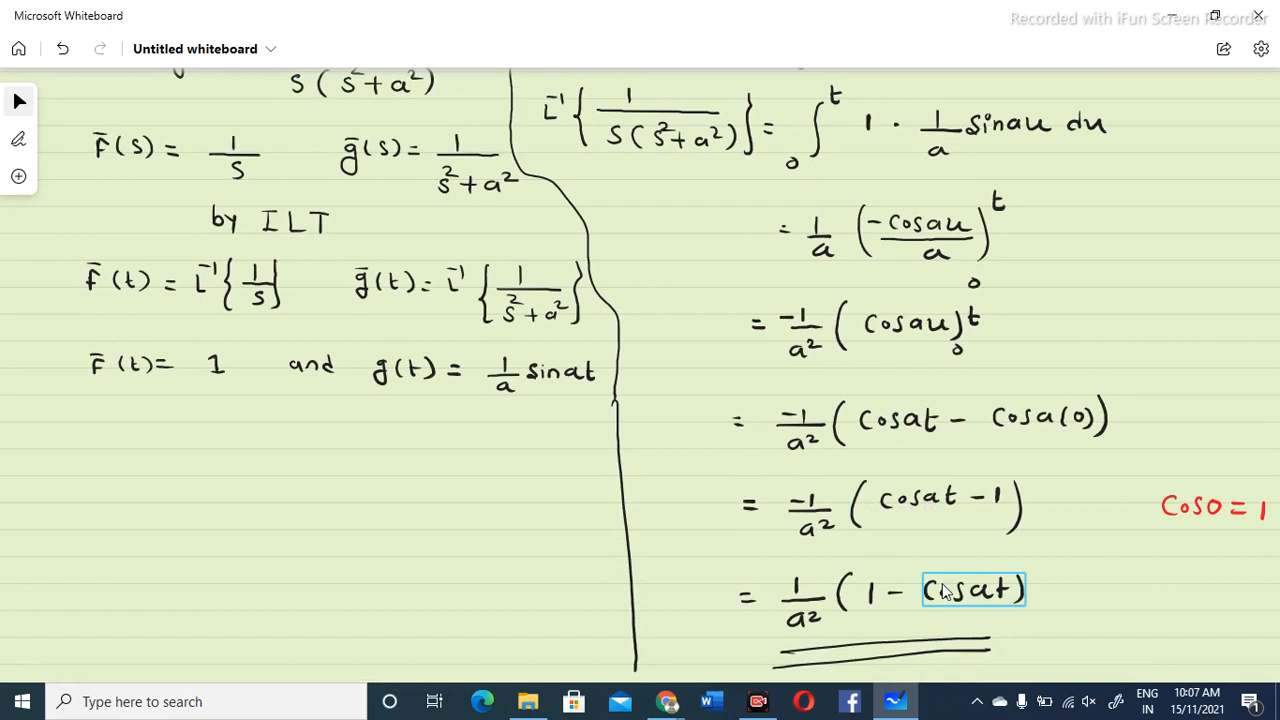 Microsoft Whiteboard
Recorded with iFun Screen Recorder
Untitled whiteboard
S ( S² + a² )
F̄(S) = 1/S ḡ(S) = 1/(S² + a²)
by ILT
F̄(t) = L⁻¹{1/S} ḡ(t) = L⁻¹{1/(S² + a²)}
F̄(t) = 1 and g(t) = 1/a sinat
L⁻¹{1/(S(S² + a²))} = ∫₀ᵗ 1 · 1/a sinau du
= 1/a (-cosau/a)₀ᵗ
= -1/a² (cosau)₀ᵗ
= -1/a² (cosat - cosa(0))
= -1/a² (cosat - 1)
cos0 = 1
= 1/a² (1 - cosat)
Type here to search
ENG
IN
10:07 AM
15/11/2021